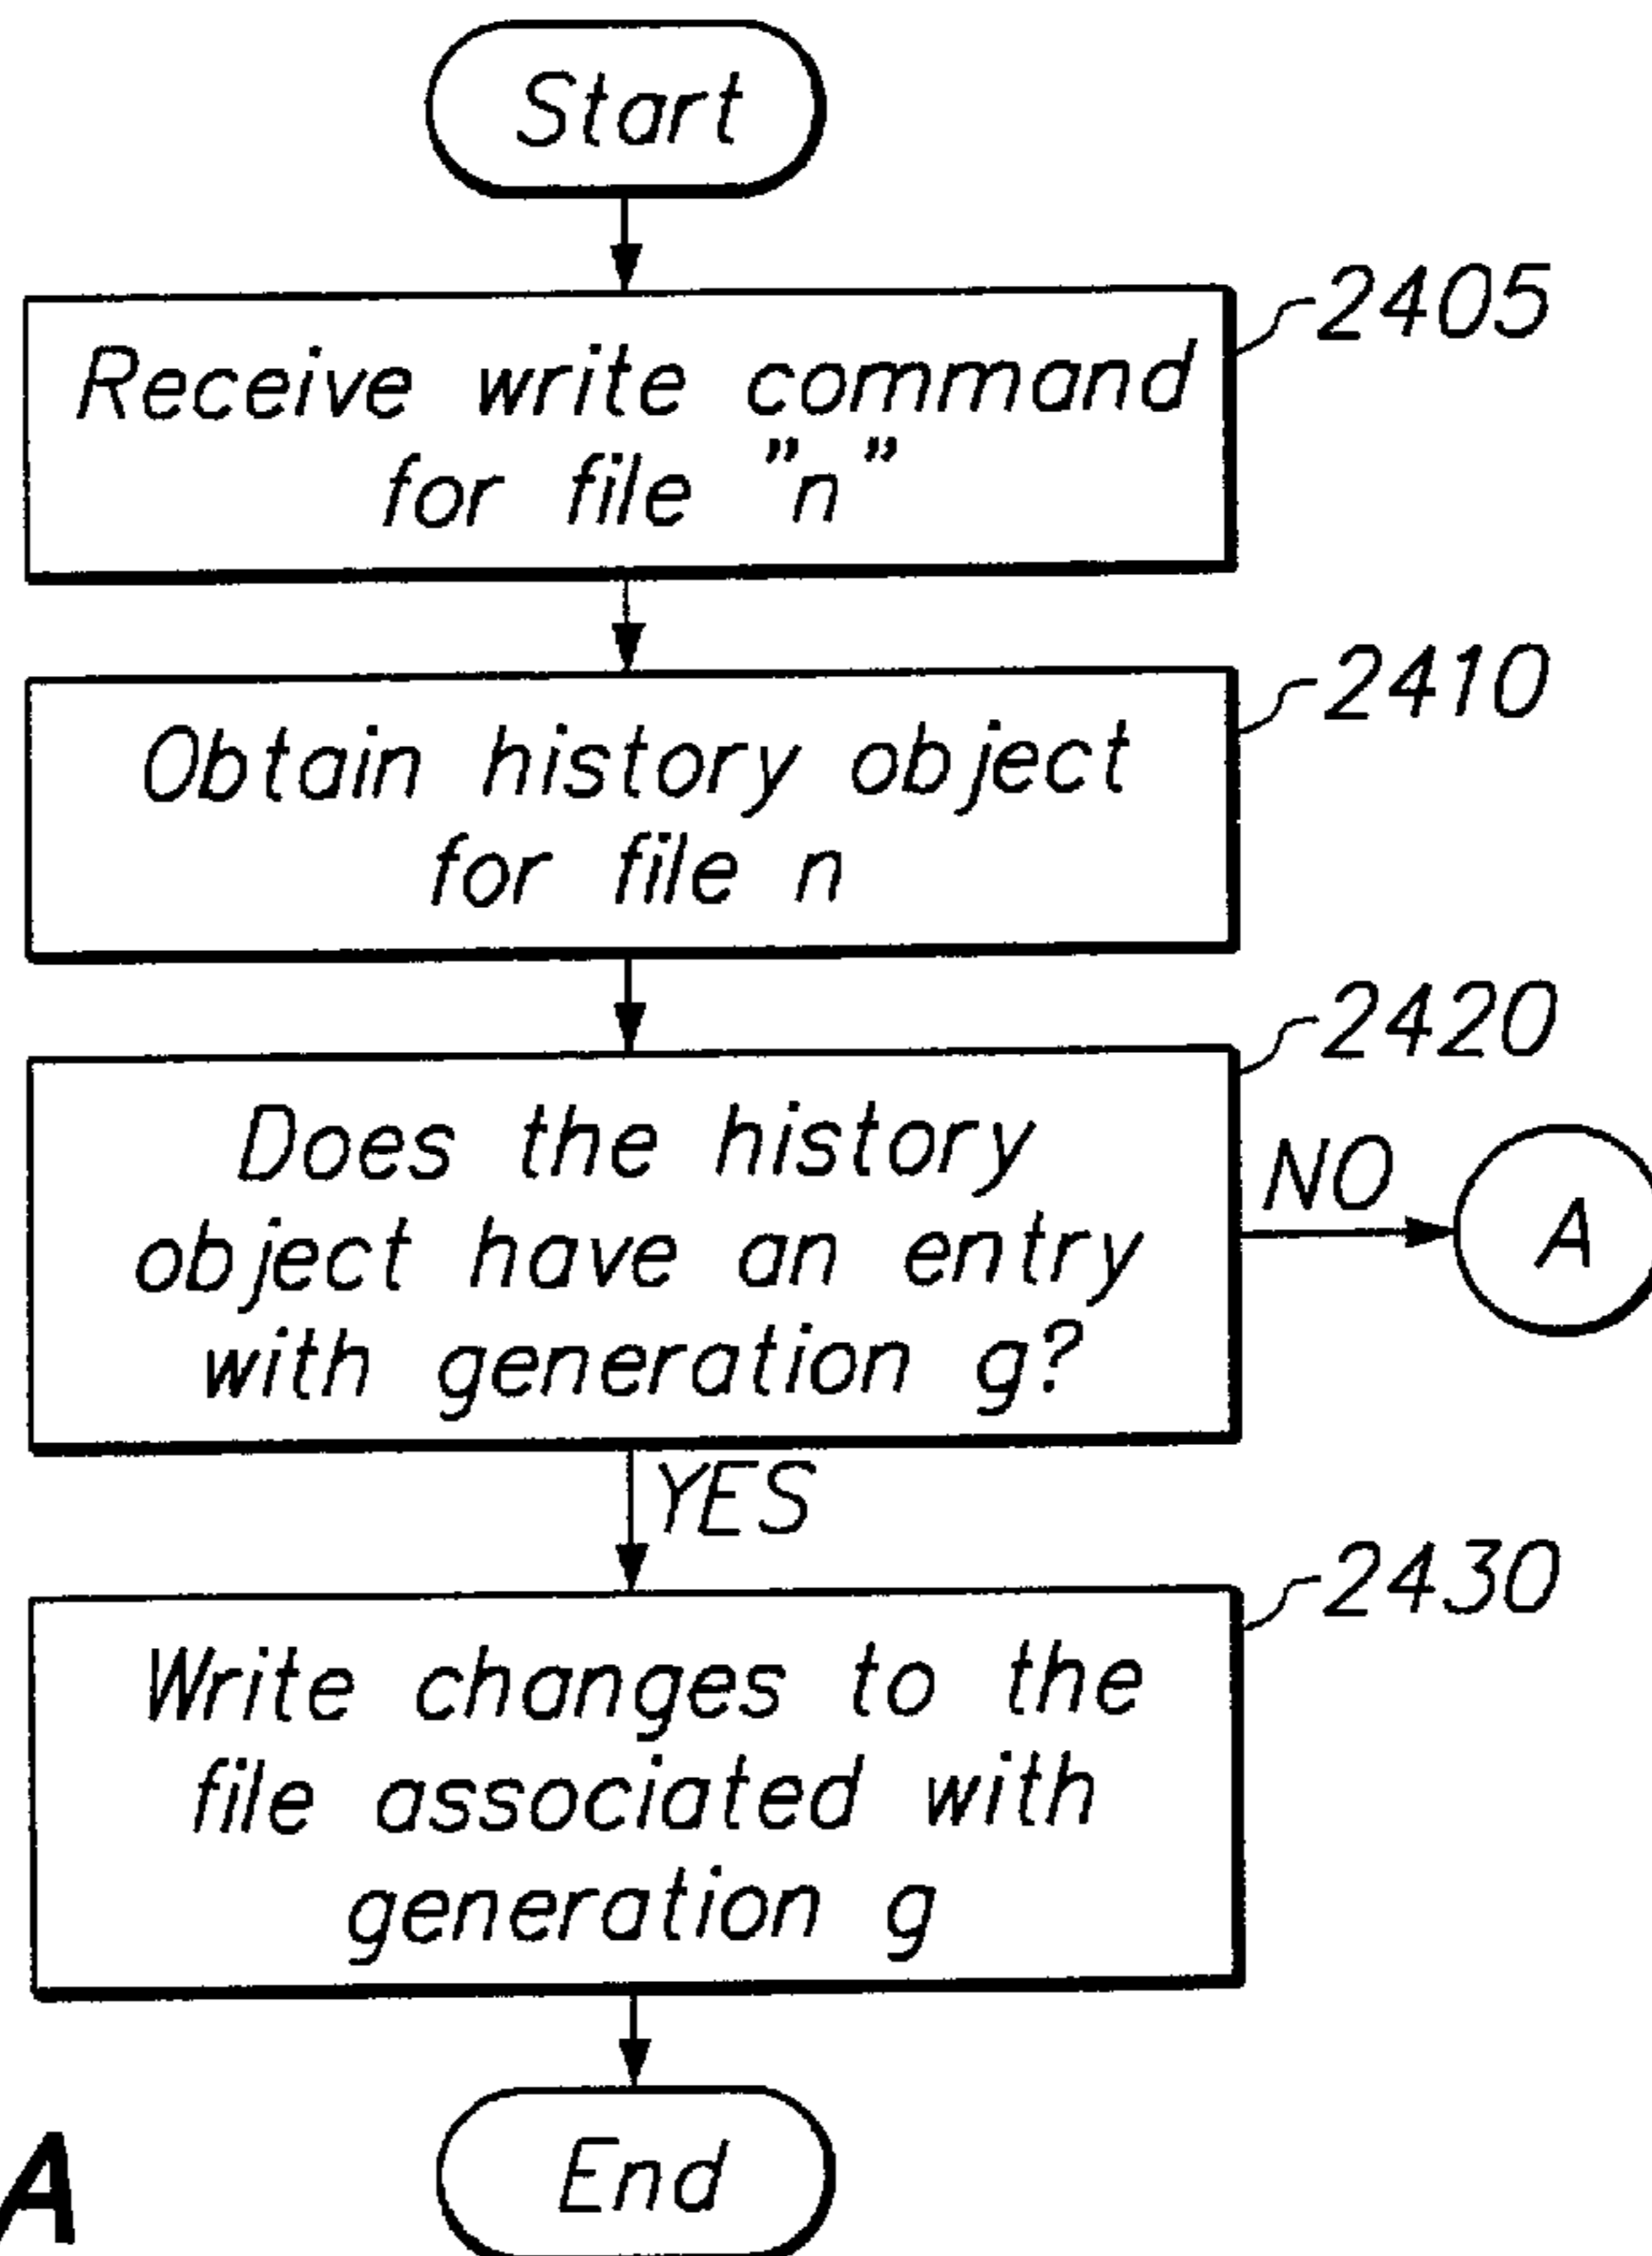 Start
2405
Receive write command
for file "n"
2410
Obtain history object
for file n
2420
Does the history
object have an entry
with generation g?
NO
A
YES
2430
Write changes to the
file associated with
generation g
End
A